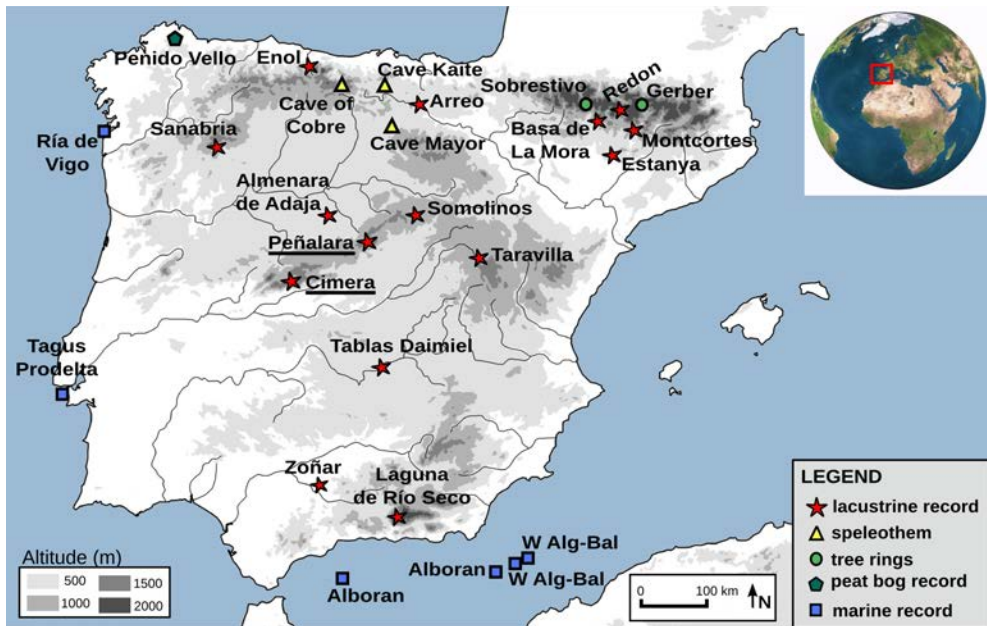 Penido Vello
Enol
Cave Kaite
Sobrestivo
Redon
Gerber
Cave of
Cobre
Arreo
Ría de
Vigo
Sanabria
Cave Mayor
Basa de
La Mora
Montcortes
Estanya
Almenara
de Adaja
Somolinos
Peñalara
Taravilla
Cimera
Tagus
Prodelta
Tablas Daimiel
Zoñar
Laguna
de Río Seco
W Alg-Bal
Alboran
W Alg-Bal
Alboran
Altitude (m)
500
1500
1000
2000
0
100 km
N
LEGEND
lacustrine record
speleothem
tree rings
peat bog record
marine record